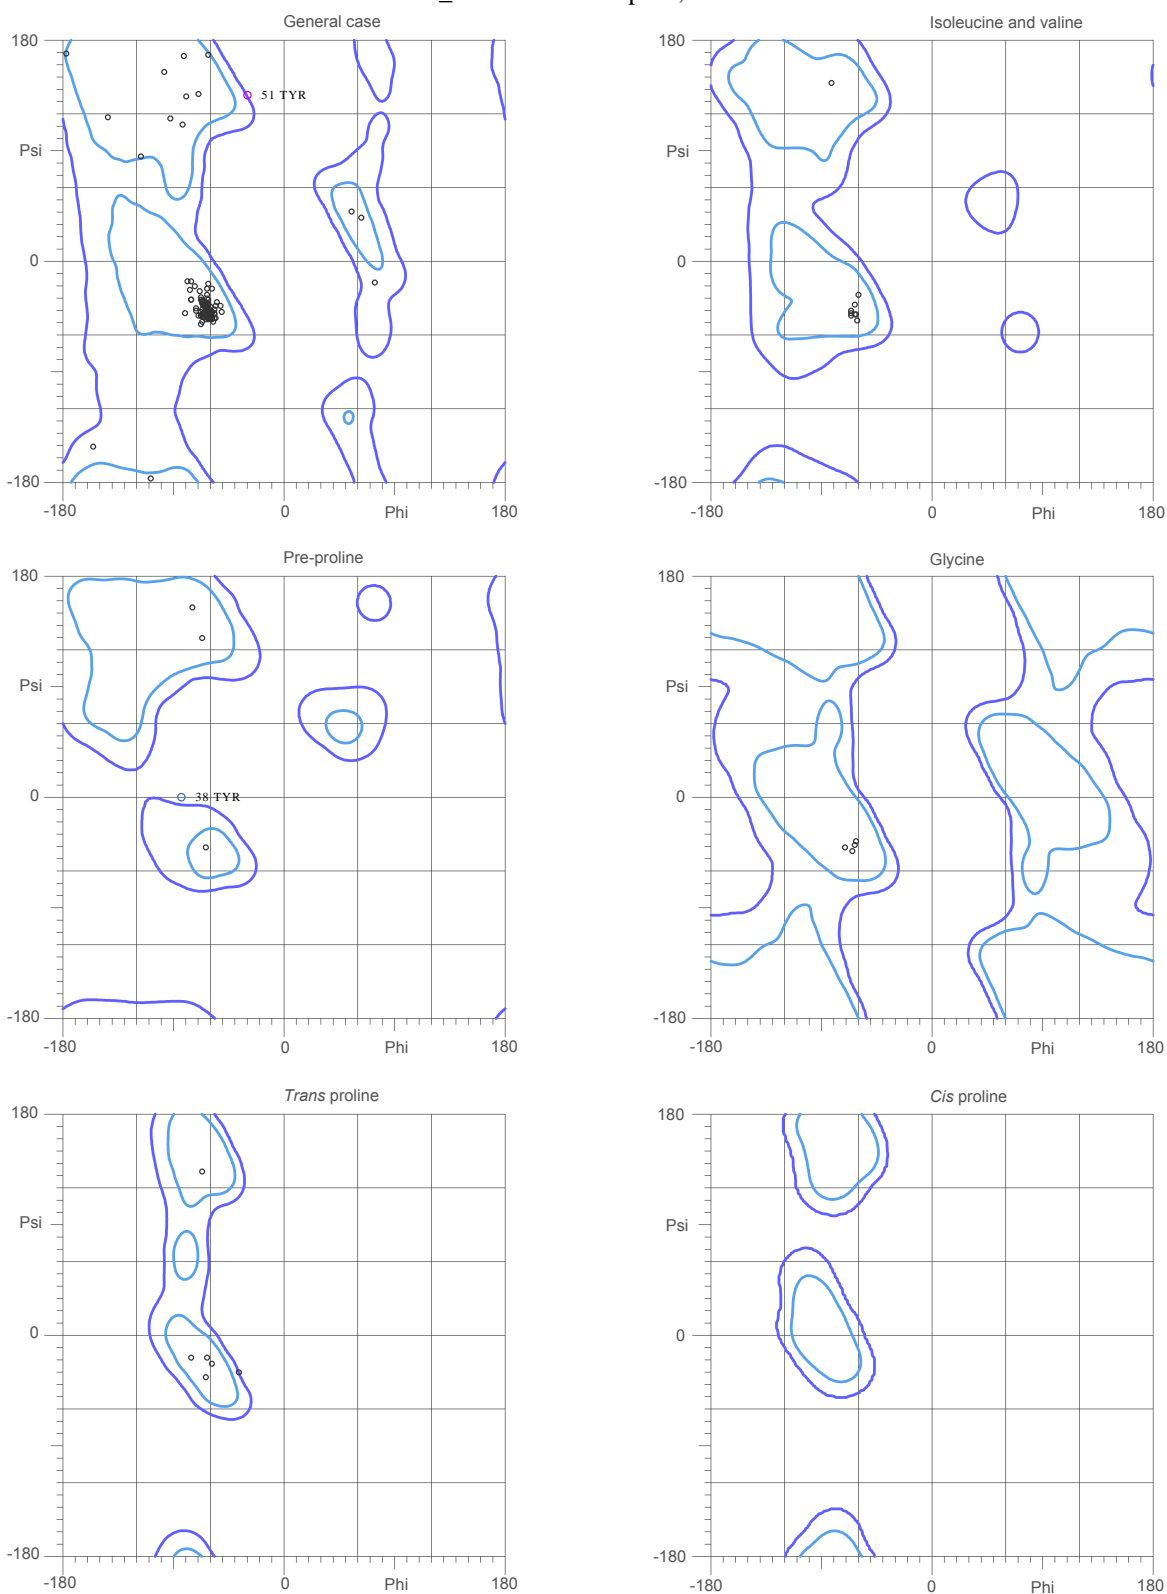 General case
Isoleucine and valine
180
180
51 TYR
Psi
Psi
0
0
-180
-180
-180
0
Phi
180
-180
0
Phi
180
Pre-proline
Glycine
180
180
Psi
Psi
0
38 TYR
0
-180
-180
-180
0
Phi
180
-180
0
Phi
180
Trans proline
Cis proline
180
180
Psi
Psi
0
0
-180
-180
-180
0
Phi
180
-180
0
Phi
180